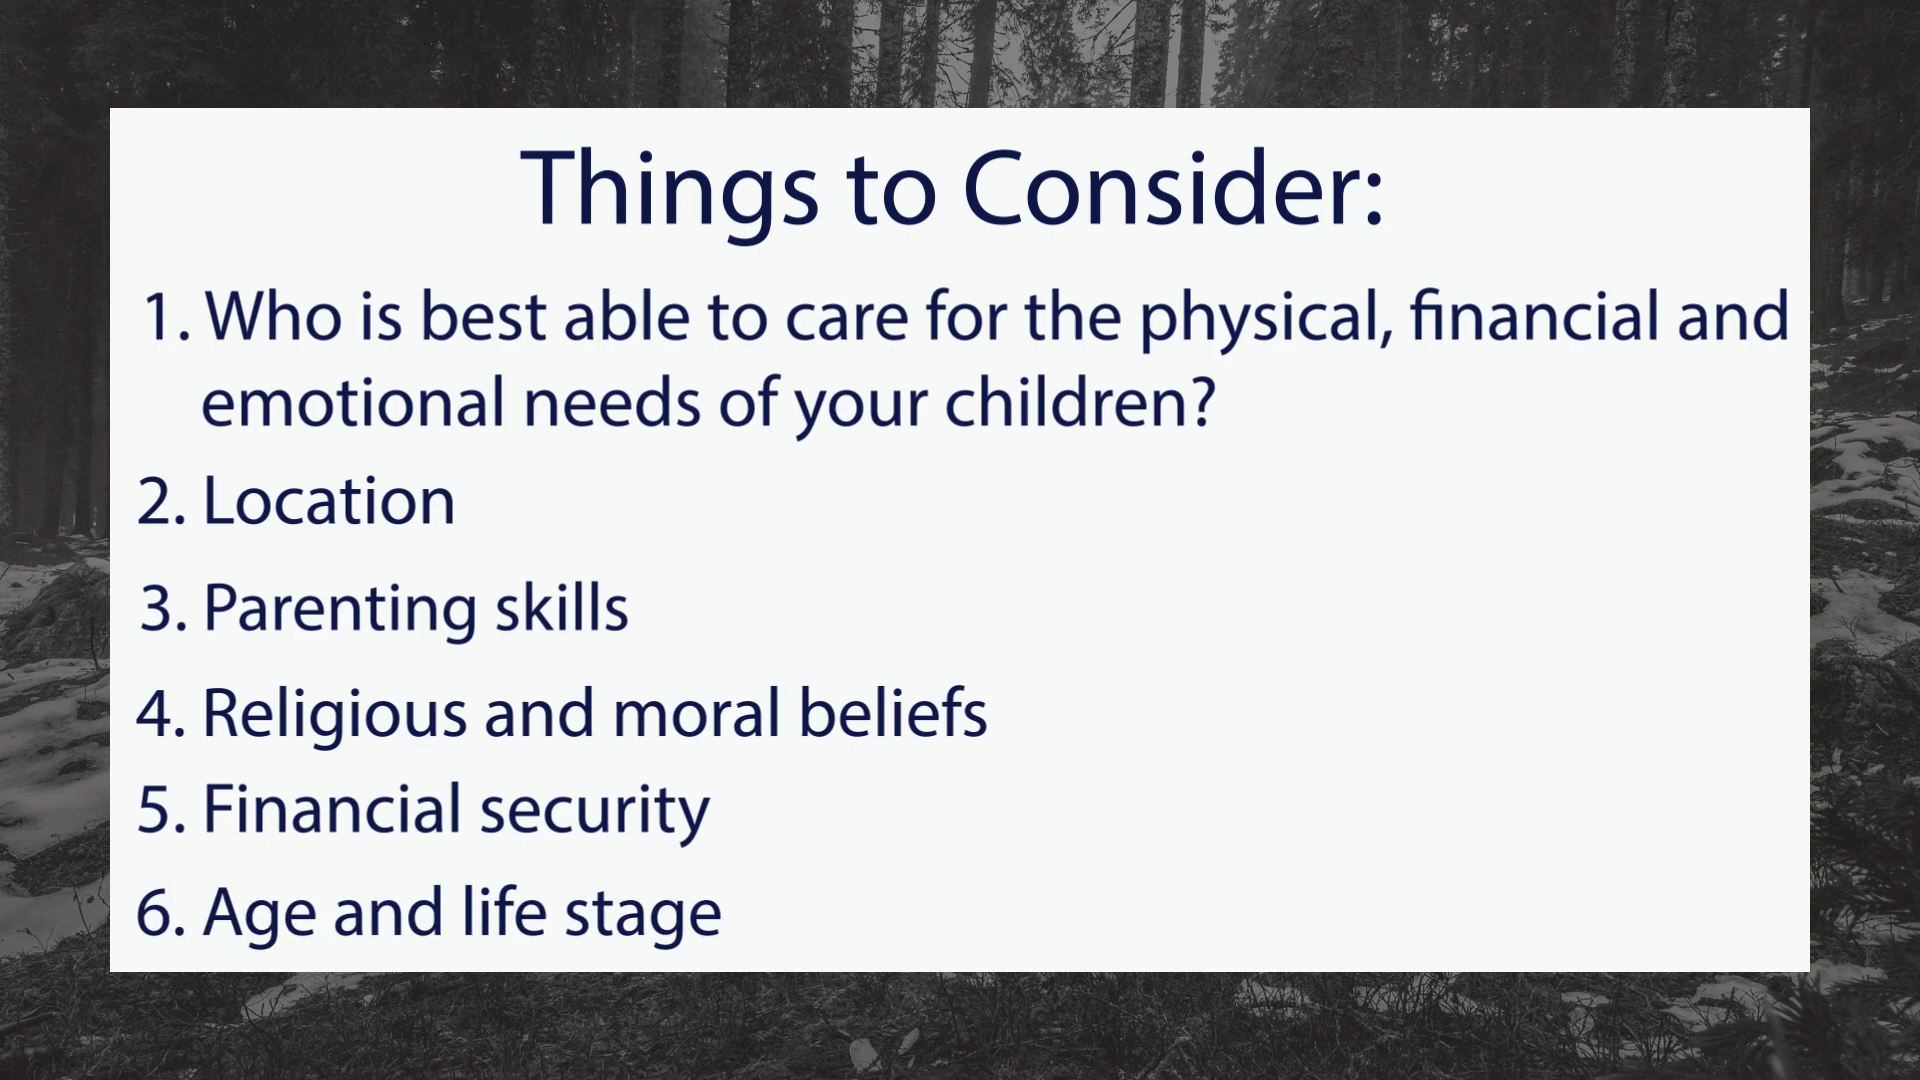 Things to Consider:
1. Who is best able to care for the physical, financial and
emotional needs of your children?
2. Location
3. Parenting skills
4. Religious and moral beliefs
5. Financial security
6. Age and life stage